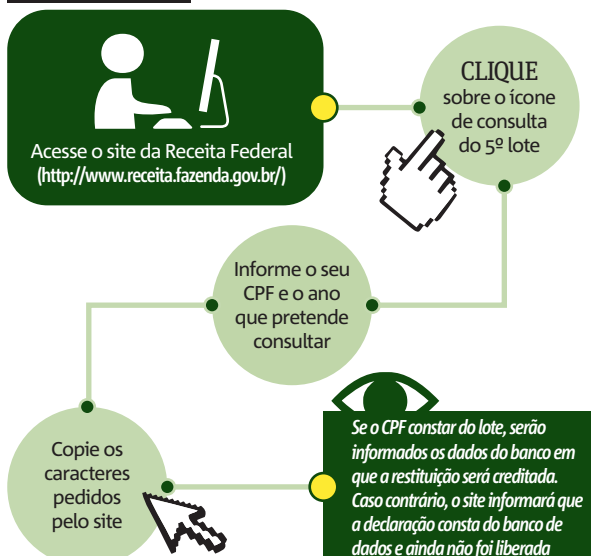 Acesse o site da Receita Federal
(http://www.receita.fazenda.gov.br/)
CLIQUE
sobre o ícone
de consulta
do 5º lote
Informe o seu
CPF e o ano
que pretende
consultar
Copie os
caracteres
pedidos
pelo site
Se o CPF constar do lote, serão
informados os dados do banco em
que a restituição será creditada.
Caso contrário, o site informará que
a declaração consta do banco de
dados e ainda não foi liberada